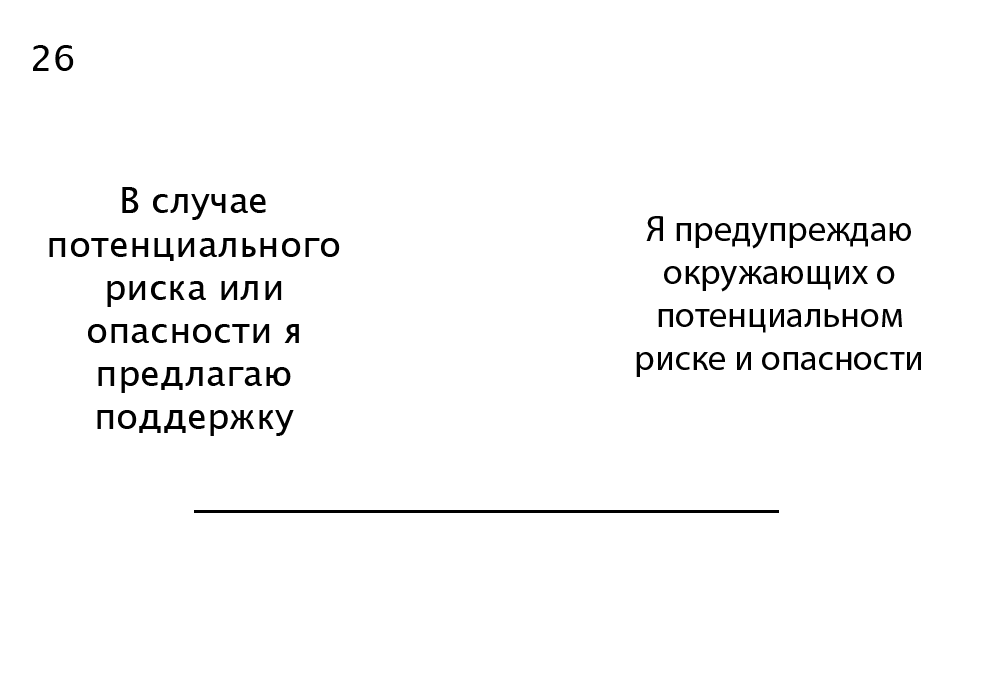 26
В случае
потенциального
риска или
опасности я
предлагаю
поддержку
Я предупреждаю
окружающих о
потенциальном
риске и опасности